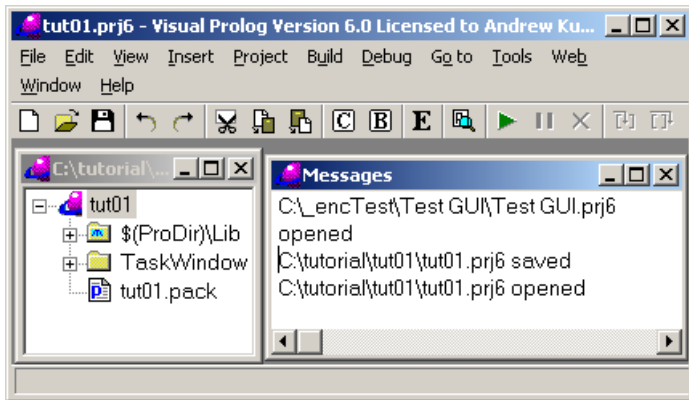 tut01.prj6 - Visual Prolog Version 6.0 Licensed to Andrew Ku...
File Edit View Insert Project Build Debug Go to Tools Web
Window Help
C B E
C:\tutorial\...
tut01
$(ProDir)\Lib
TaskWindow
tut01.pack
Messages
C:\_encTest\Test GUI\Test GUI.prj6
opened
C:\tutorial\tut01\tut01.prj6 saved
C:\tutorial\tut01\tut01.prj6 opened